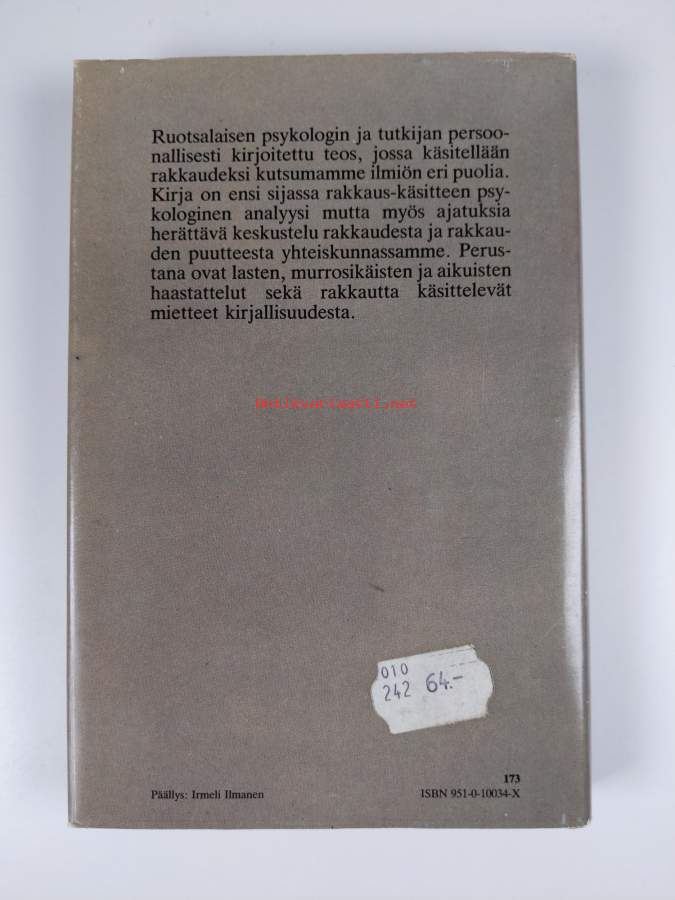 Ruotsalaisen psykologin ja tutkijan persoo-
nallisesti kirjoitettu teos, jossa käsitellään
rakkaudeksi kutsumamme ilmiön eri puolia.
Kirja on ensi sijassa rakkaus-käsitteen psy-
kologinen analyysi mutta myös ajatuksia
herättävä keskustelu rakkaudesta ja rakkau-
den puutteesta yhteiskunnassamme. Perus-
tana ovat lasten, murrosikäisten ja aikuisten
haastattelut sekä rakkautta käsittelevät
mietteet kirjallisuudesta.
antikvariaatti.net
010
242 64.-
173
Päällys: Irmeli Ilmanen ISBN 951-0-10034-X